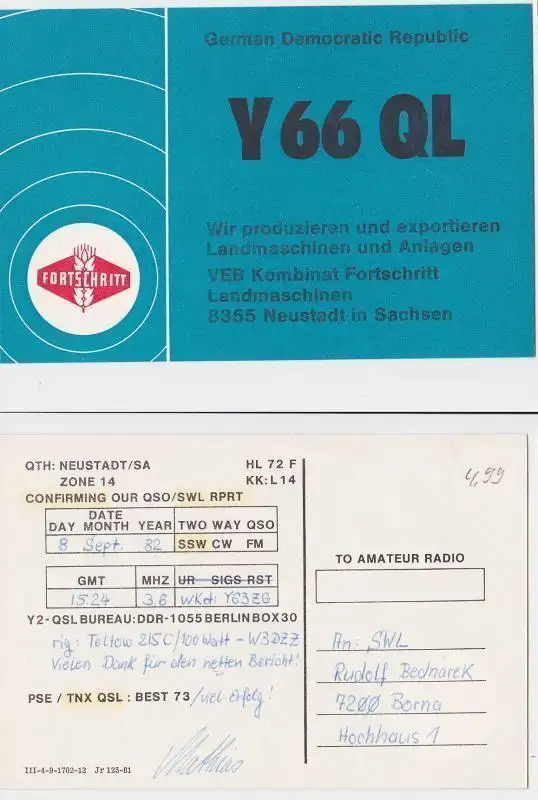 German Democratic Republic
Y66 QL
Wir produzieren und exportieren
Landmaschinen und Anlagen
VEB Kombinat Fortschritt
Landmaschinen
8355 Neustadt in Sachsen
FORTSCHRITT
QTH: NEUSTADT/SA HL 72 F
ZONE 14 KK: L14
CONFIRMING OUR QSO/SWL RPRT
DATE
DAY MONTH YEAR TWO WAY QSO
8 Sept. 82 SSW CW FM
GMT MHZ UR SIGS RST
15.24 3,6 wkd: Y63ZG
Y2-QSL BUREAU: DDR-1055 BERLIN BOX 30
rig: Teltow 215C/100 Watt - W3DZZ
Vielen Dank für den netten Bericht!
PSE / TNX QSL : BEST 73 / viel Erfolg!
Matthias
III-4-9-1702-12 Jr 125-81
4,99
TO AMATEUR RADIO
An: SWL
Rudolf Bednarek
7200 Borna
Hochhaus 1